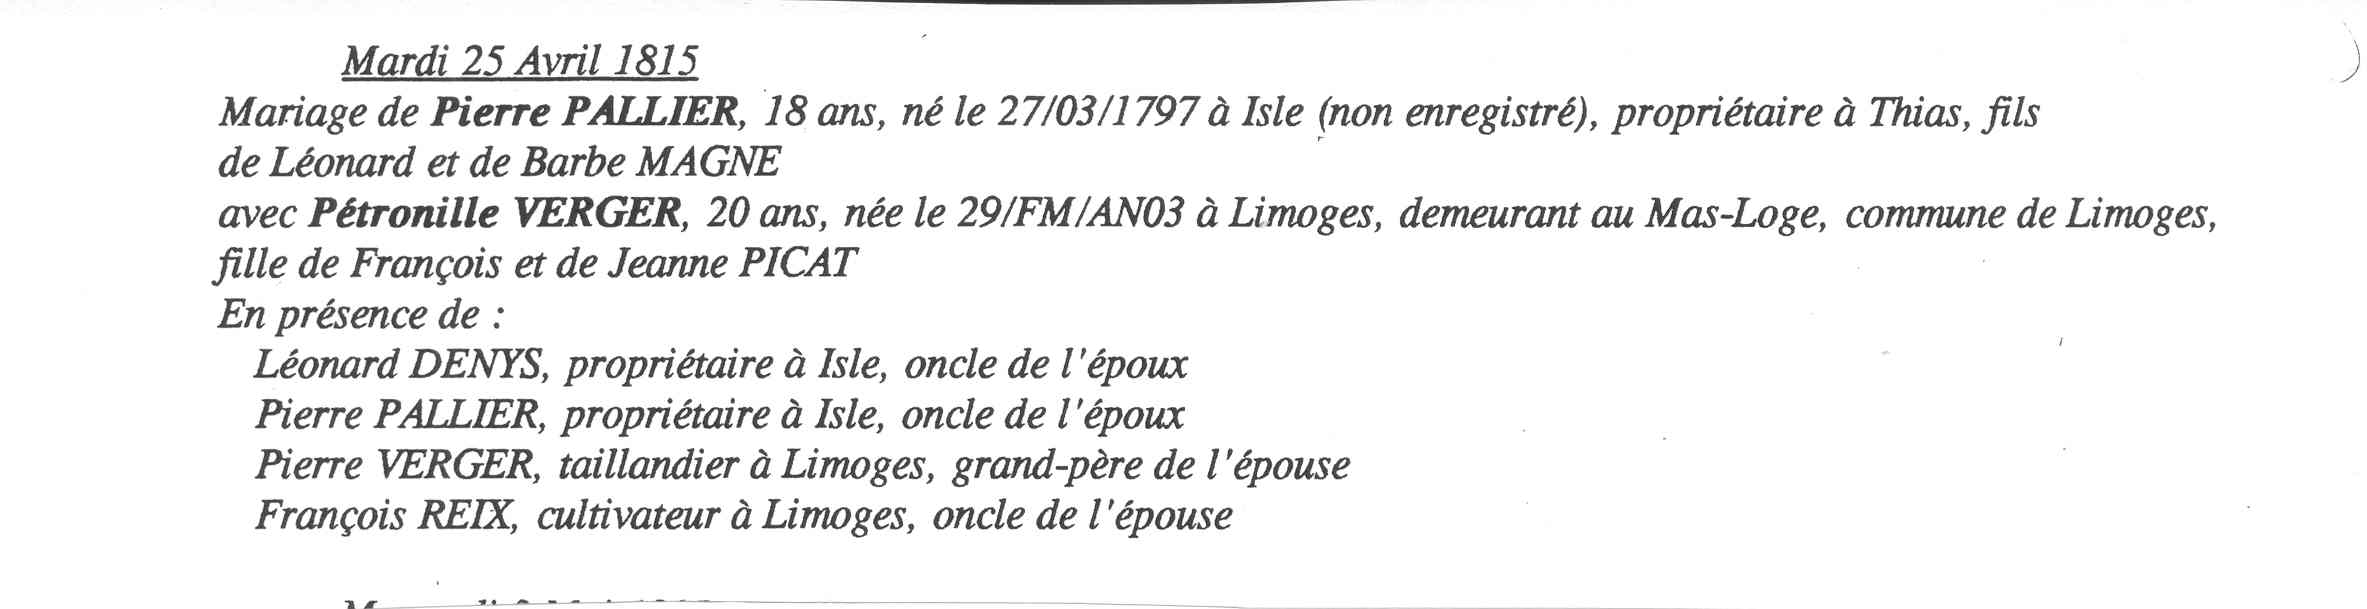 Mardi 25 Avril 1815
Mariage de Pierre PALLIER, 18 ans, né le 27/03/1797 à Isle (non enregistré), propriétaire à Thias, fils
de Léonard et de Barbe MAGNE
avec Pétronille VERGER, 20 ans, née le 29/FM/AN03 à Limoges, demeurant au Mas-Loge, commune de Limoges,
fille de François et de Jeanne PICAT
En présence de :
Léonard DENYS, propriétaire à Isle, oncle de l'époux
Pierre PALLIER, propriétaire à Isle, oncle de l'époux
Pierre VERGER, taillandier à Limoges, grand-père de l'épouse
François REIX, cultivateur à Limoges, oncle de l'épouse